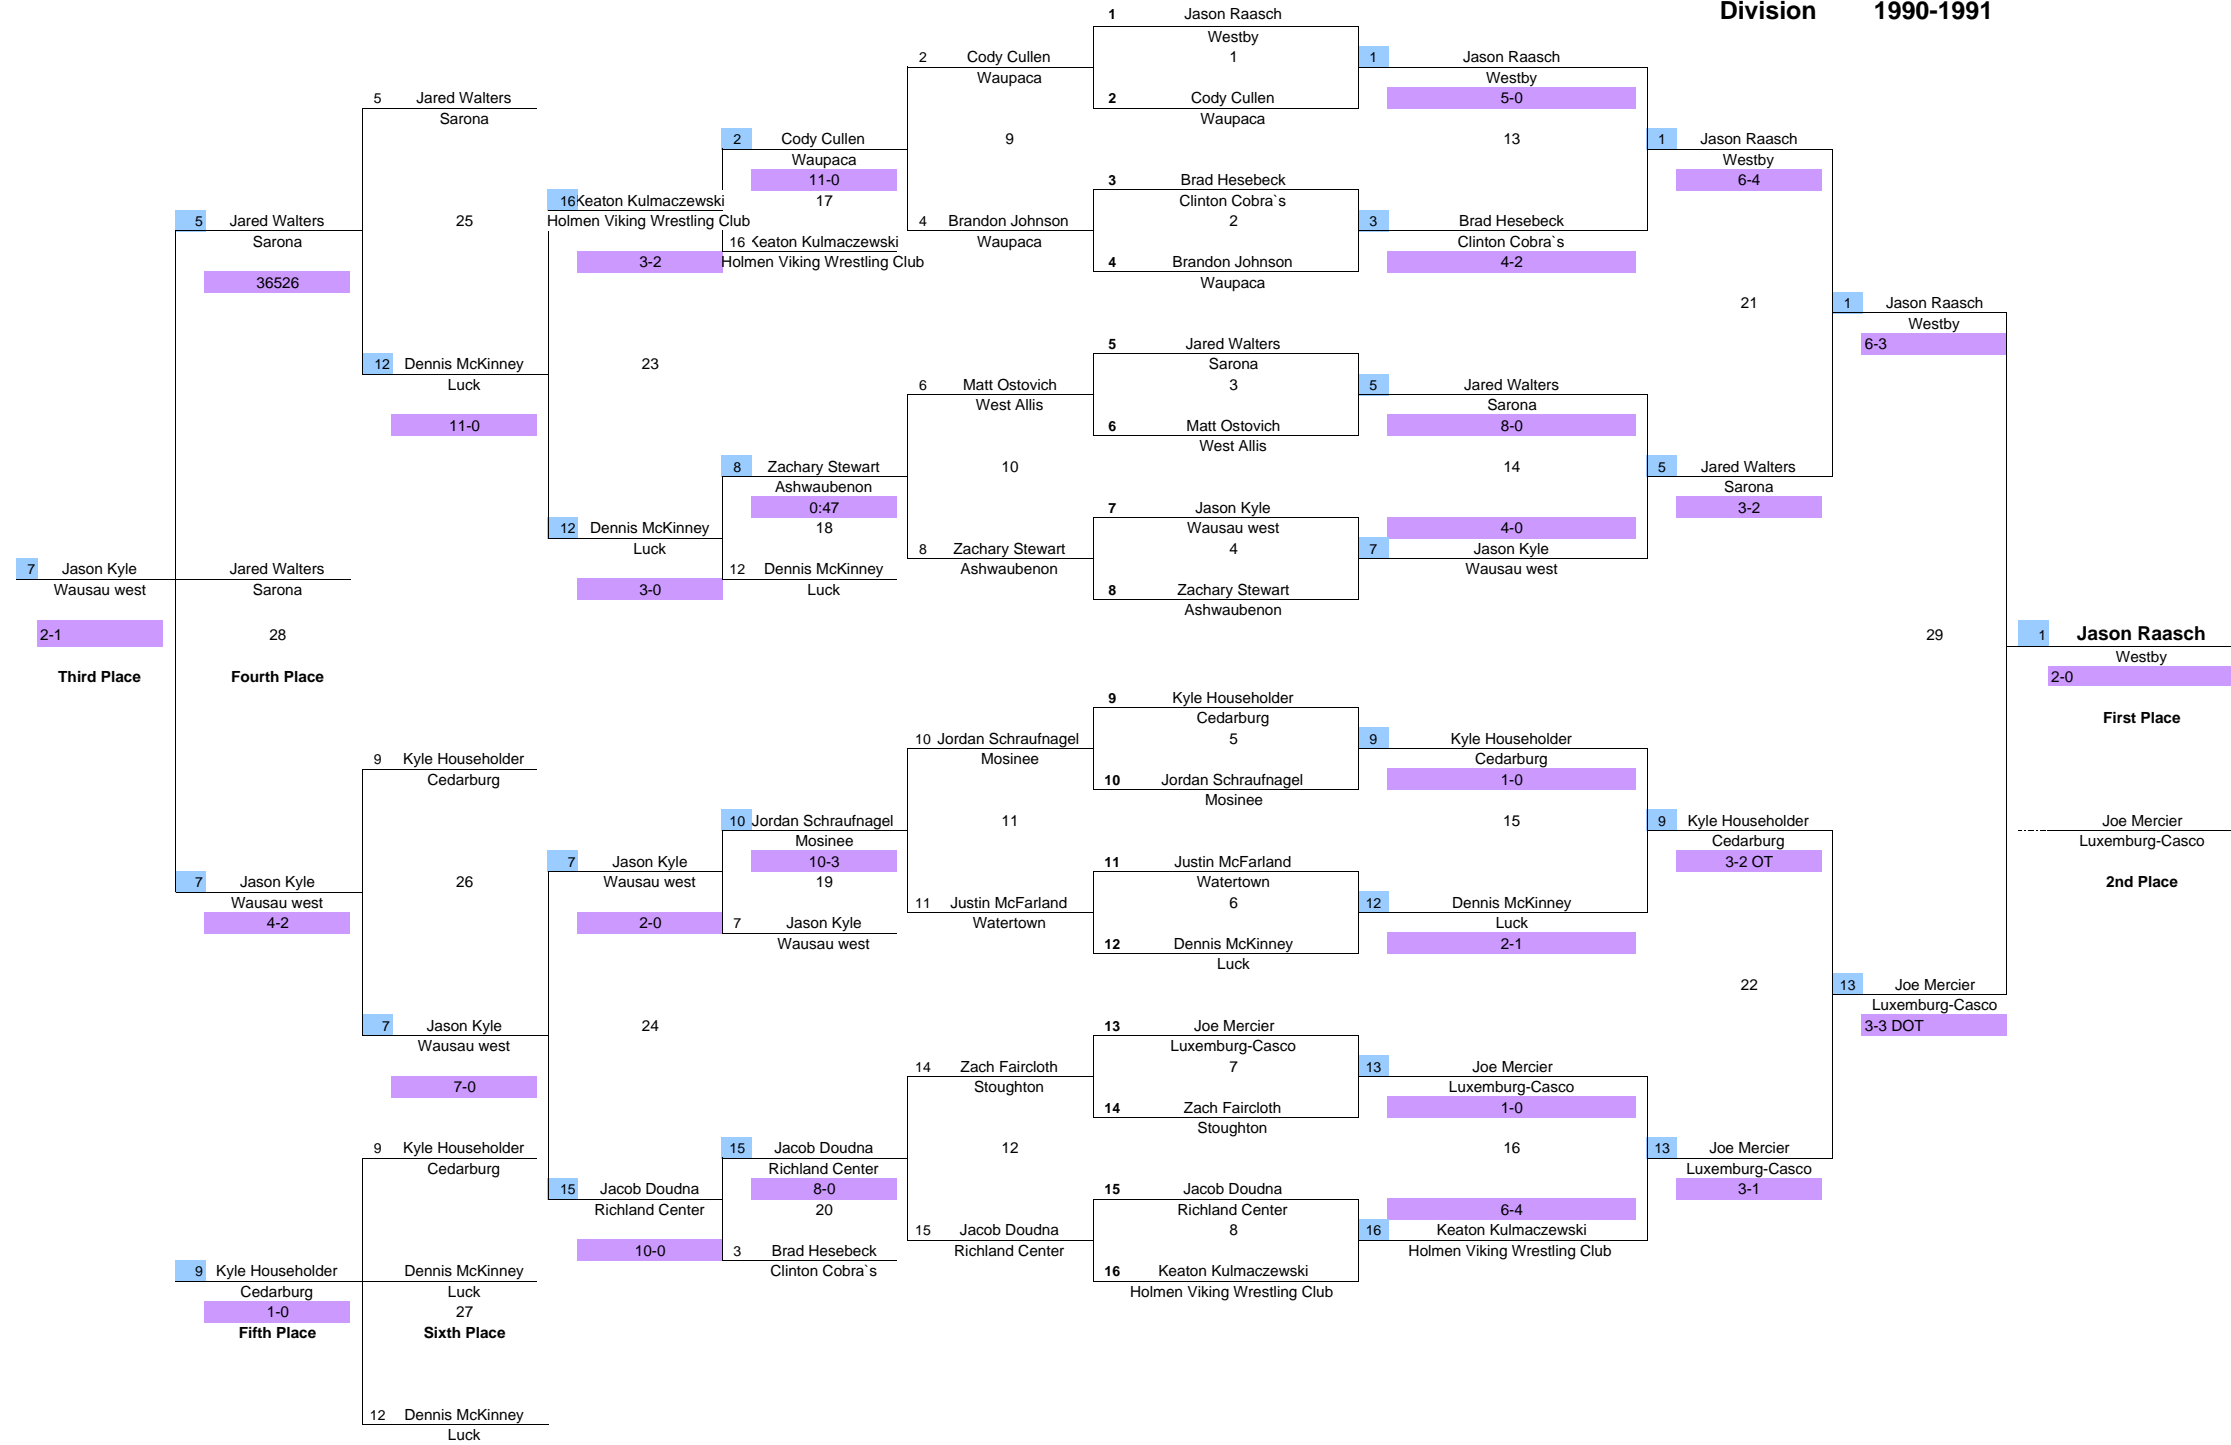 1 Jason Raasch Division 1990-1991
Westby
2 Cody Cullen 1 1 Jason Raasch
Waupaca Westby
5 Jared Walters 2 Cody Cullen 5-0
Sarona Waupaca
2 Cody Cullen 9 13 1 Jason Raasch
Waupaca Westby
11-0 3 Brad Hesebeck 6-4
16 Keaton Kulmaczewski 17 Clinton Cobra`s
5 Jared Walters 25 Holmen Viking Wrestling Club 4 Brandon Johnson 2 3 Brad Hesebeck
Sarona 16 Keaton Kulmaczewski Waupaca Clinton Cobra`s
3-2 Holmen Viking Wrestling Club 4 Brandon Johnson 4-2
36526 Waupaca
21 1 Jason Raasch
Westby
5 Jared Walters 6-3
12 Dennis McKinney 23 Sarona
Luck 6 Matt Ostovich 3 5 Jared Walters
West Allis Sarona
11-0 6 Matt Ostovich 8-0
West Allis
8 Zachary Stewart 10 14 5 Jared Walters
Ashwaubenon Sarona
0:47 7 Jason Kyle 3-2
12 Dennis McKinney 18 Wausau west 4-0
Luck 8 Zachary Stewart 4 7 Jason Kyle
7 Jason Kyle Jared Walters 12 Dennis McKinney Ashwaubenon Wausau west
Wausau west Sarona 3-0 Luck 8 Zachary Stewart
Ashwaubenon
2-1 28 29 1 Jason Raasch
Westby
Third Place Fourth Place 2-0
9 Kyle Householder
Cedarburg First Place
10 Jordan Schraufnagel 5 9 Kyle Householder
9 Kyle Householder Mosinee Cedarburg
Cedarburg 10 Jordan Schraufnagel 1-0
Mosinee
10 Jordan Schraufnagel 11 15 9 Kyle Householder Joe Mercier
Mosinee Cedarburg Luxemburg-Casco
7 Jason Kyle 10-3 11 Justin McFarland 3-2 OT
7 Jason Kyle 26 Wausau west 19 Watertown 2nd Place
Wausau west 11 Justin McFarland 6 12 Dennis McKinney
4-2 2-0 7 Jason Kyle Watertown Luck
Wausau west 12 Dennis McKinney 2-1
Luck
22 13 Joe Mercier
Luxemburg-Casco
7 Jason Kyle 24 13 Joe Mercier 3-3 DOT
Wausau west Luxemburg-Casco
14 Zach Faircloth 7 13 Joe Mercier
7-0 Stoughton Luxemburg-Casco
14 Zach Faircloth 1-0
Stoughton
9 Kyle Householder 15 Jacob Doudna 12 16 13 Joe Mercier
Cedarburg Richland Center Luxemburg-Casco
15 Jacob Doudna 8-0 15 Jacob Doudna 3-1
Richland Center 20 Richland Center 6-4
15 Jacob Doudna 8 16 Keaton Kulmaczewski
10-0 3 Brad Hesebeck Richland Center Holmen Viking Wrestling Club
9 Kyle Householder Dennis McKinney Clinton Cobra`s 16 Keaton Kulmaczewski
Cedarburg Luck Holmen Viking Wrestling Club
1-0 27
Fifth Place Sixth Place
12 Dennis McKinney
Luck